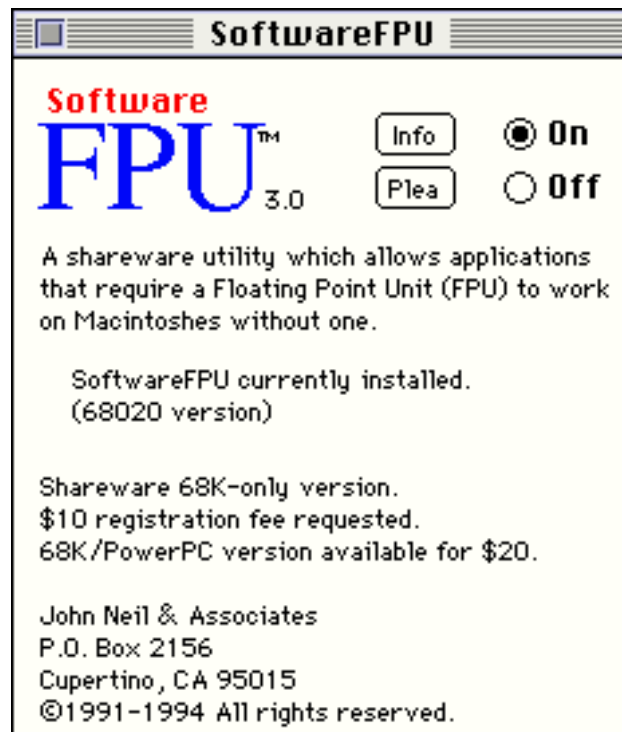 SoftwareFPU
Software
FPU™ 3.0
Info
On
Plea
Off
A shareware utility which allows applications
that require a Floating Point Unit (FPU) to work
on Macintoshes without one.
SoftwareFPU currently installed.
(68020 version)
Shareware 68K-only version.
$10 registration fee requested.
68K/PowerPC version available for $20.
John Neil & Associates
P.O. Box 2156
Cupertino, CA 95015
©1991-1994 All rights reserved.